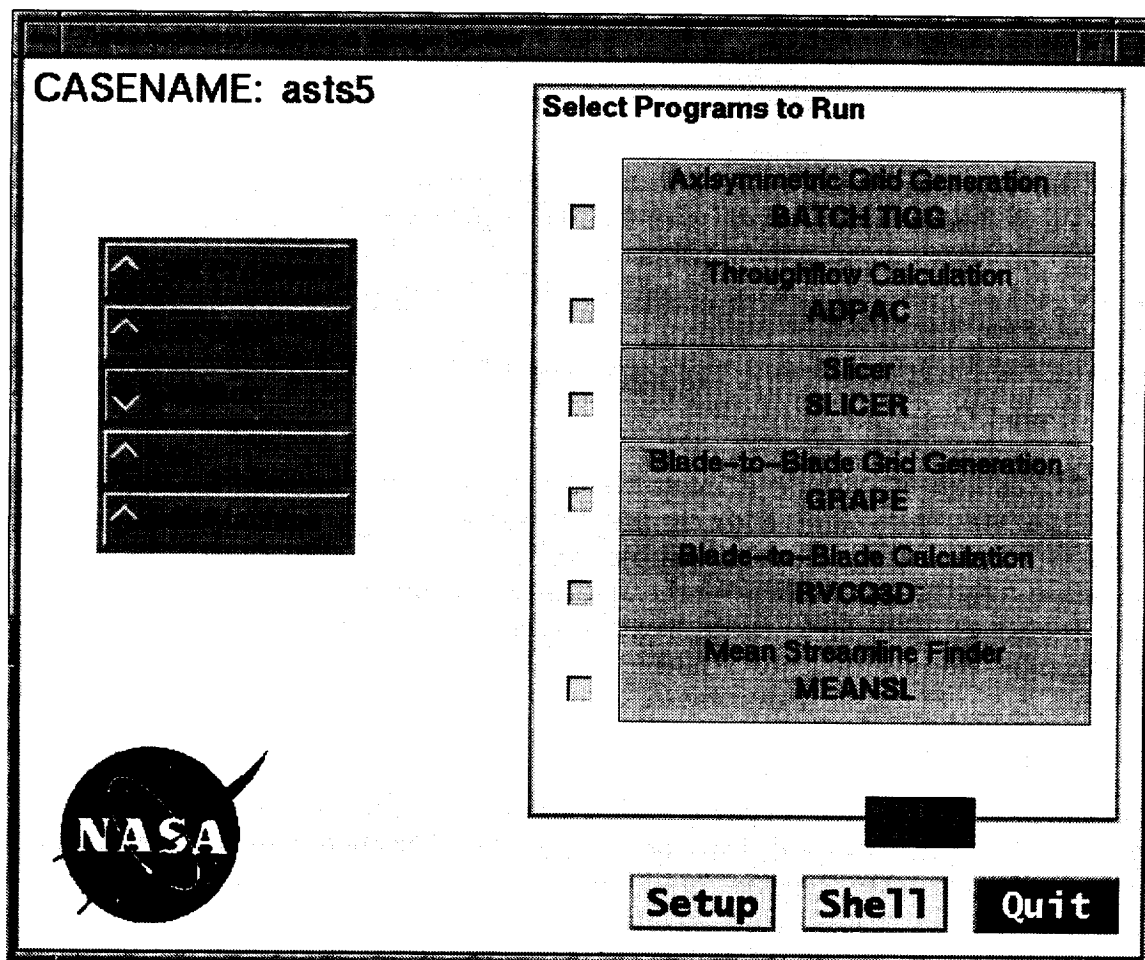 CASENAME: asts5
Select Programs to Run
Axisymmetric Grid Generation
BATCH TIGG
Throughflow Calculation
ADPAC
Slicer
SLICER
Blade-to-Blade Grid Generation
GRAPE
Blade-to-Blade Calculation
RVCQ3D
Mean Streamline Finder
MEANSL
NASA
Setup
Shell
Quit